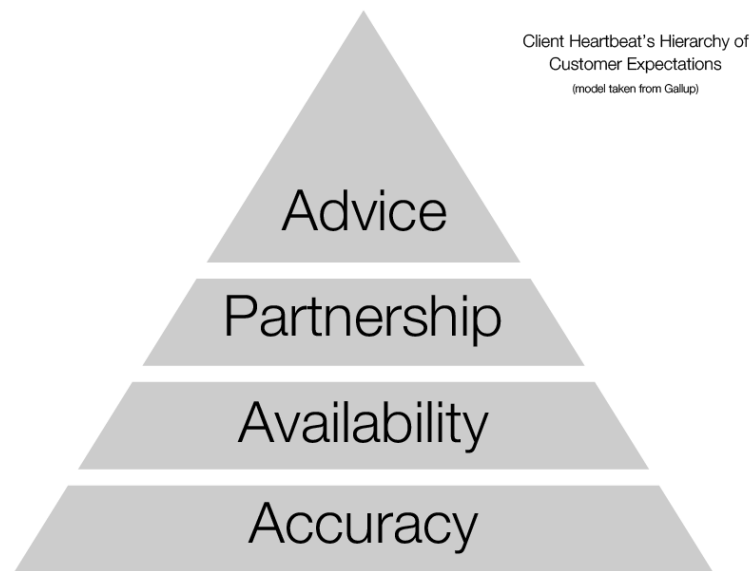 Client Heartbeat's Hierarchy of
Customer Expectations
(model taken from Gallup)
Advice
Partnership
Availability
Accuracy